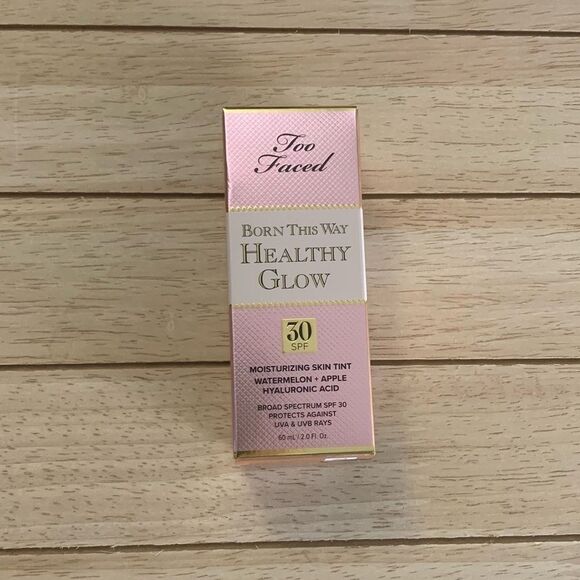 Too
Faced
BORN THIS WAY
HEALTHY
GLOW
30
SPF
MOISTURIZING SKIN TINT
WATERMELON + APPLE
HYALURONIC ACID
BROAD SPECTRUM SPF 30
PROTECTS AGAINST
UVA & UVB RAYS
60 mL / 2.0 Fl. Oz.